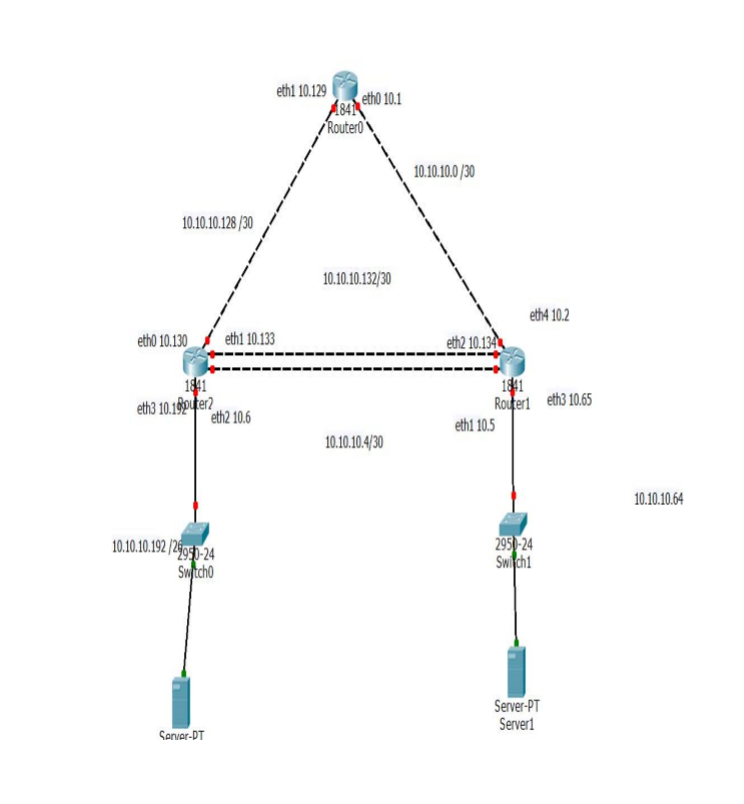 eth1 10.129
eth0 10.1
1841
Router0
10.10.10.0 /30
10.10.10.128 /30
10.10.10.132/30
eth4 10.2
eth0 10.130
eth1 10.133
eth2 10.134
1841
Router2
1841
Router1
eth3 10.65
eth3 10.192
eth2 10.6
eth1 10.5
10.10.10.4/30
10.10.10.64
10.10.10.192 /26
2950-24
Switch0
2950-24
Switch1
Server-PT
Server1
Server-PT